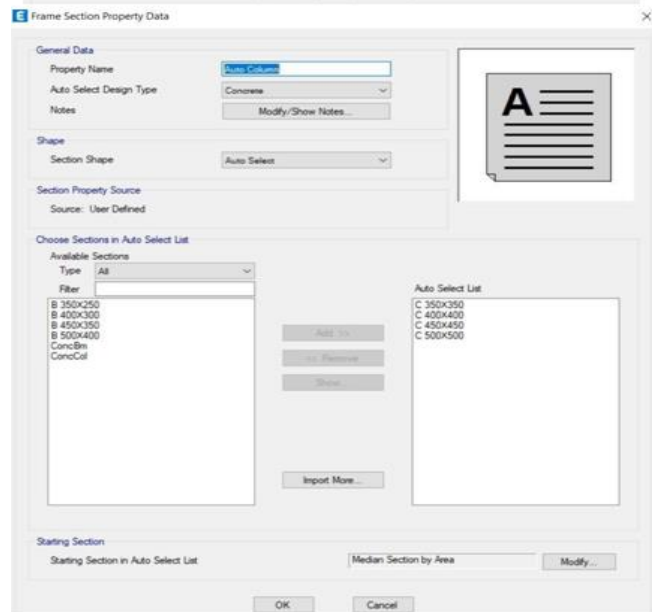 E Frame Section Property Data
General Data
Property Name Auto Column
Auto Select Design Type Concrete
Notes Modify/Show Notes...
A
Shape
Section Shape Auto Select
Section Property Source
Source: User Defined
Choose Sections in Auto Select List
Available Sections
Type All
Filter
Auto Select List
B 350X250
B 400X300
B 450X350
B 500X400
ConcBm
ConcCol
Add >>
<< Remove
Show...
Import More...
C 350X350
C 400X400
C 450X450
C 500X500
Starting Section
Starting Section in Auto Select List Median Section by Area Modify...
OK Cancel